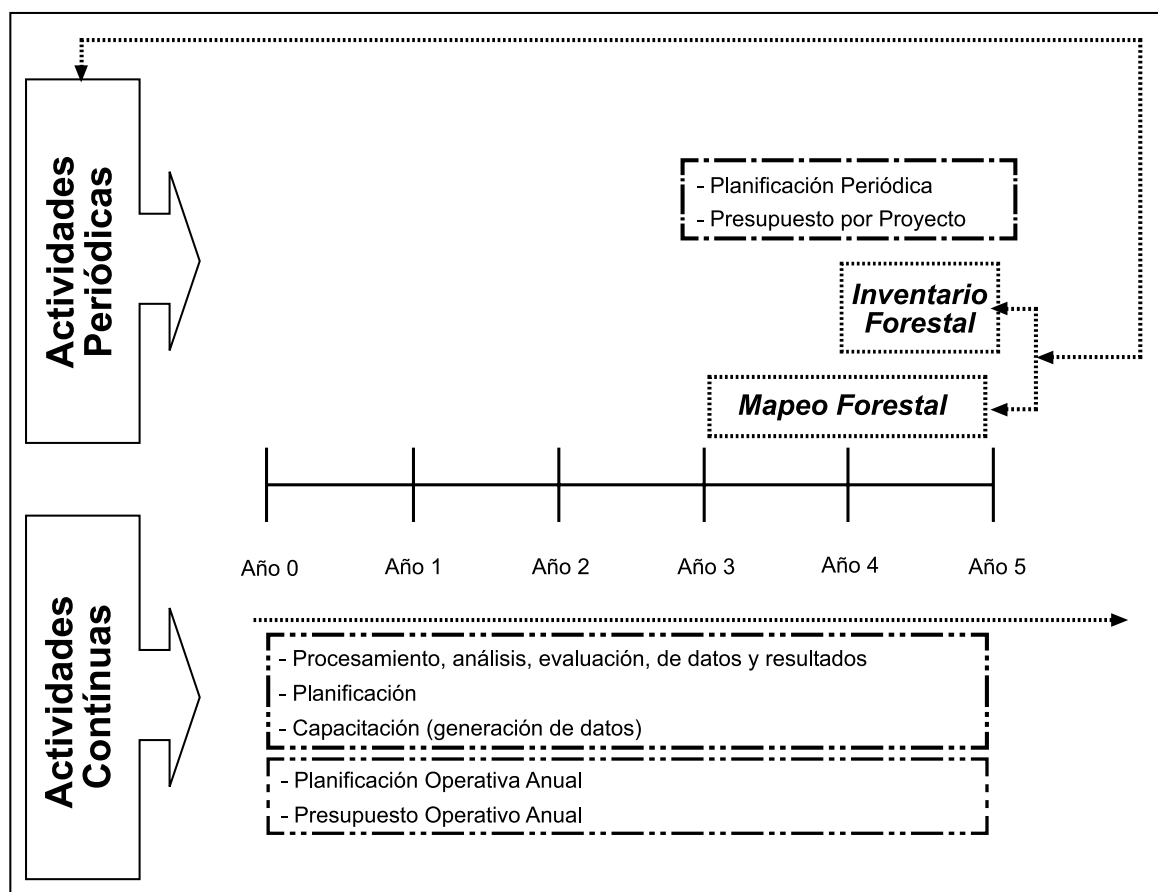 Actividades
Periódicas
- Planificación Periódica
- Presupuesto por Proyecto
Inventario
Forestal
Mapeo Forestal
Año 0
Año 1
Año 2
Año 3
Año 4
Año 5
Actividades
Contínuas
- Procesamiento, análisis, evaluación, de datos y resultados
- Planificación
- Capacitación (generación de datos)
- Planificación Operativa Anual
- Presupuesto Operativo Anual